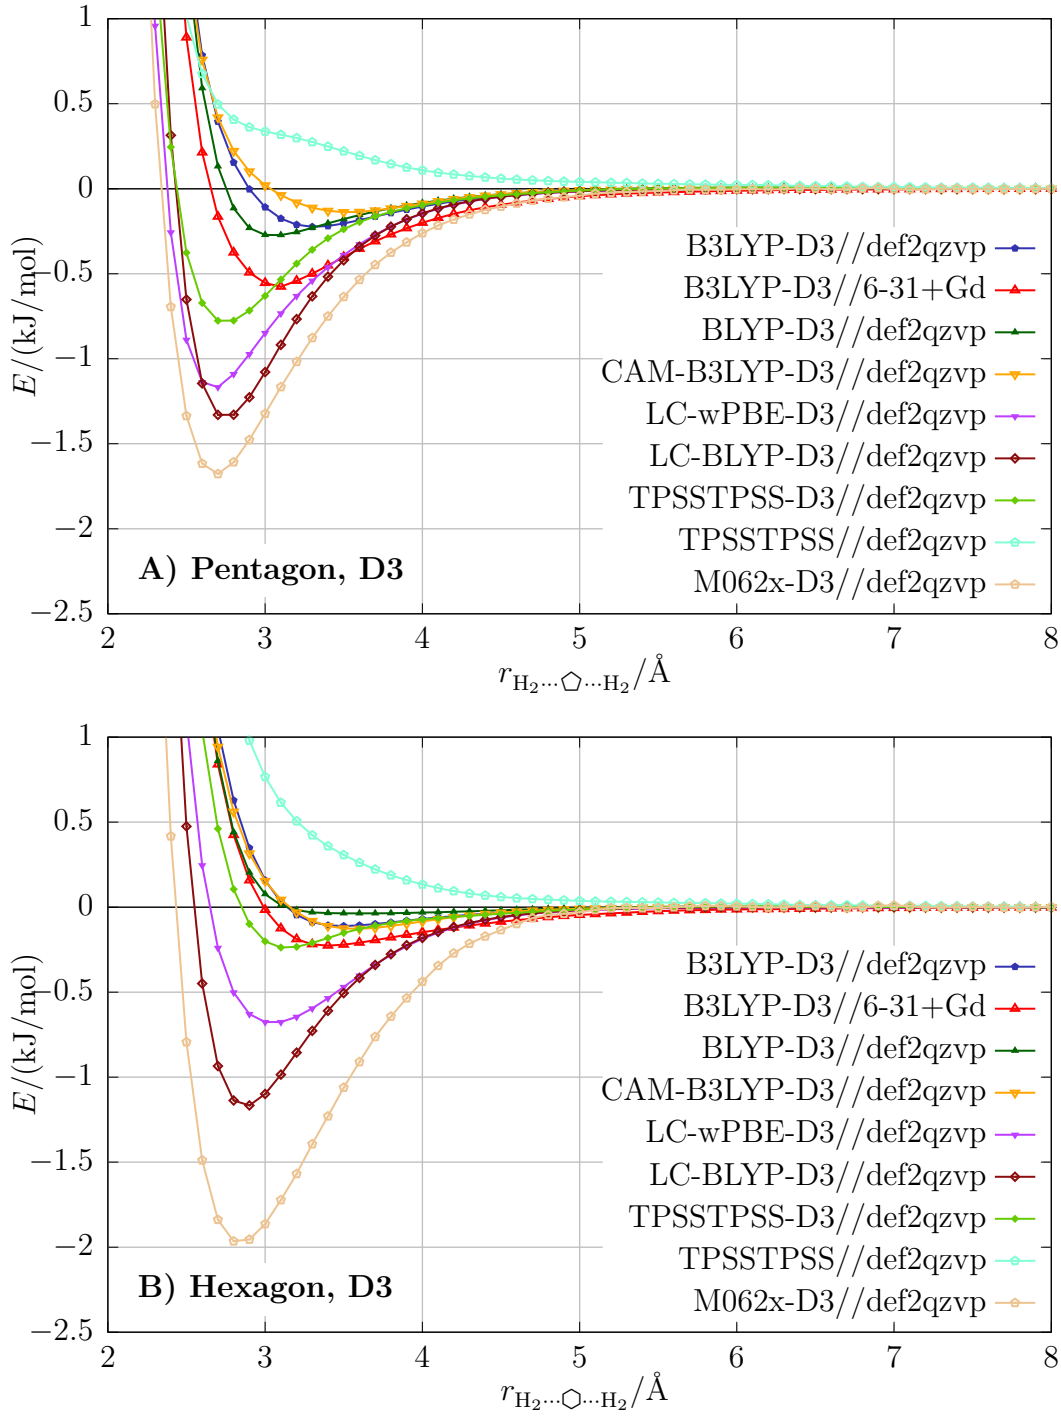 1
0.5
0
−0.5
−1
−1.5
−2
−2.5
E/(kJ/mol)
B3LYP-D3//def2qzvp
B3LYP-D3//6-31+Gd
BLYP-D3//def2qzvp
CAM-B3LYP-D3//def2qzvp
LC-wPBE-D3//def2qzvp
LC-BLYP-D3//def2qzvp
TPSSTPSS-D3//def2qzvp
TPSSTPSS//def2qzvp
M062x-D3//def2qzvp
A) Pentagon, D3
2 3 4 5 6 7 8
r H₂···⬠···H₂/Å
1
0.5
0
−0.5
−1
−1.5
−2
−2.5
E/(kJ/mol)
B3LYP-D3//def2qzvp
B3LYP-D3//6-31+Gd
BLYP-D3//def2qzvp
CAM-B3LYP-D3//def2qzvp
LC-wPBE-D3//def2qzvp
LC-BLYP-D3//def2qzvp
TPSSTPSS-D3//def2qzvp
TPSSTPSS//def2qzvp
M062x-D3//def2qzvp
B) Hexagon, D3
2 3 4 5 6 7 8
r H₂···⬡···H₂/Å